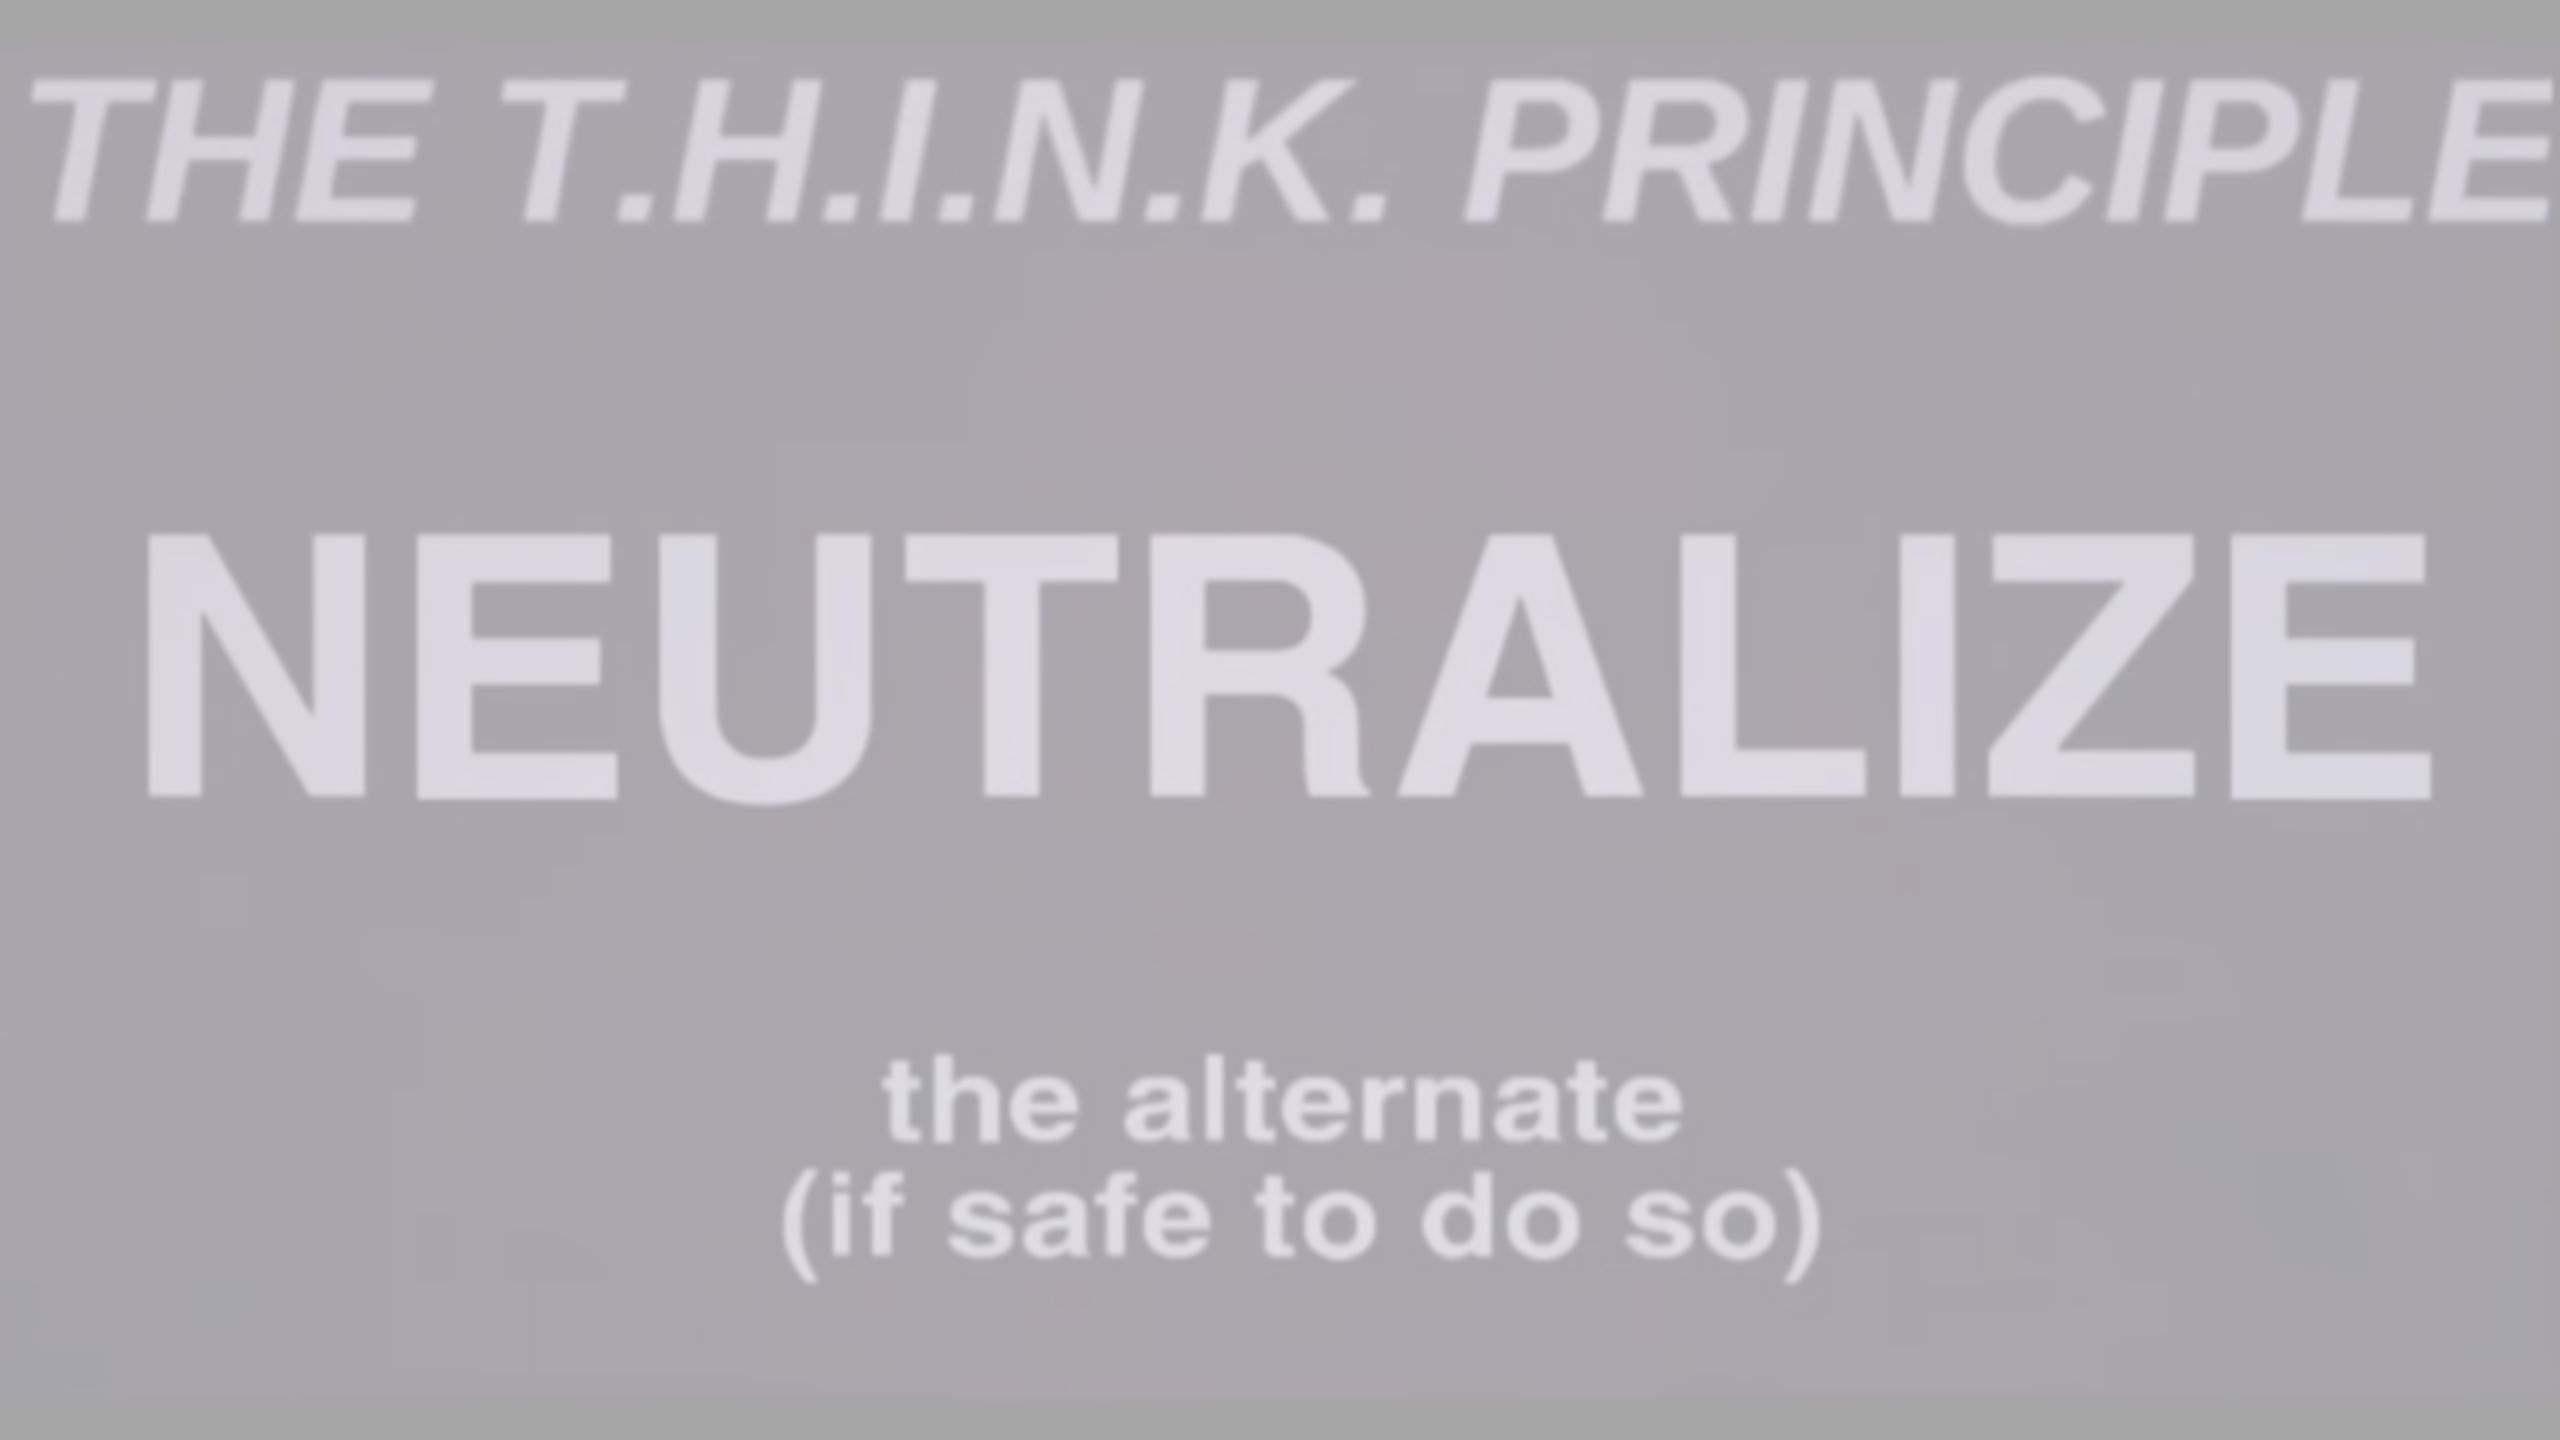 THE T.H.I.N.K. PRINCIPLE
NEUTRALIZE
the alternate
(if safe to do so)